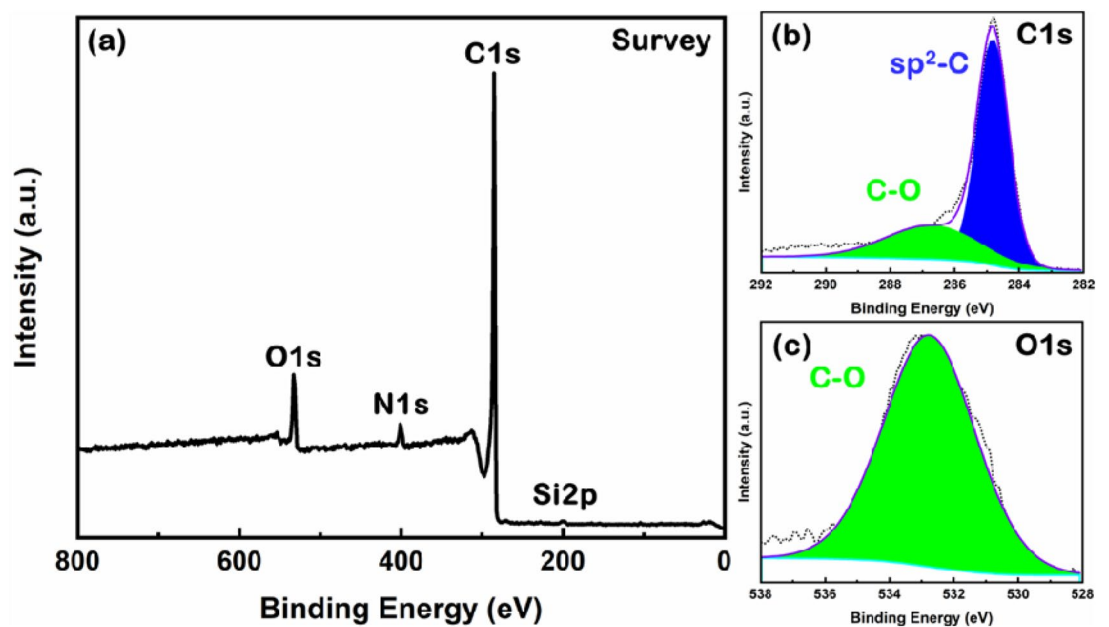 (a)
Survey
C1s
O1s
N1s
Si2p
Intensity (a.u.)
800
600
400
200
0
Binding Energy (eV)
(b)
C1s
sp²-C
C-O
Intensity (a.u.)
292
290
288
286
284
282
Binding Energy (eV)
(c)
O1s
C-O
Intensity (a.u.)
538
536
534
532
530
528
Binding Energy (eV)